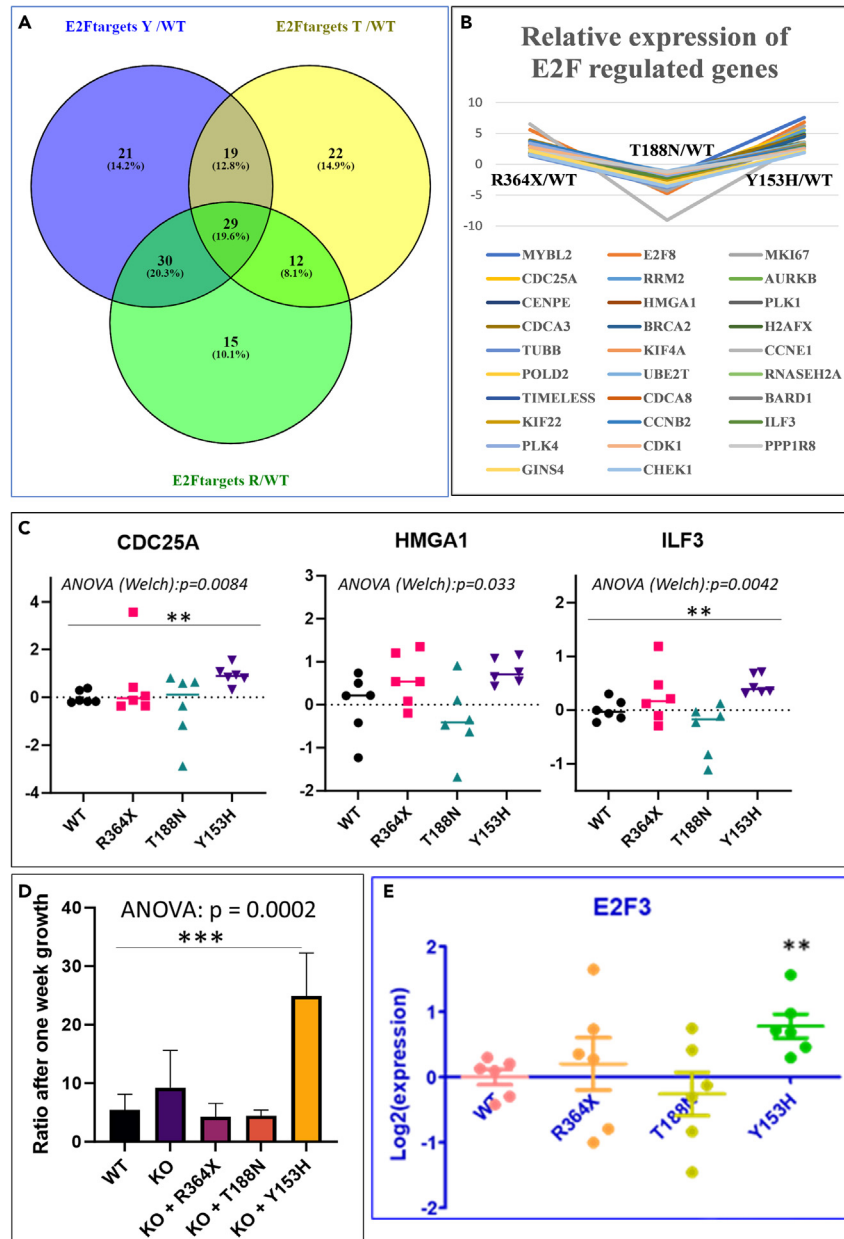 A
E2Ftargets Y /WT
E2Ftargets T /WT
21
(14.2%)
19
(12.8%)
22
(14.9%)
29
(19.6%)
30
(20.3%)
12
(8.1%)
15
(10.1%)
E2Ftargets R/WT
B
Relative expression of
E2F regulated genes
10
5
0
-5
-10
R364X/WT
T188N/WT
Y153H/WT
MYBL2 E2F8 MKI67
CDC25A RRM2 AURKB
CENPE HMGA1 PLK1
CDCA3 BRCA2 H2AFX
TUBB KIF4A CCNE1
POLD2 UBE2T RNASEH2A
TIMELESS CDCA8 BARD1
KIF22 CCNB2 ILF3
PLK4 CDK1 PPP1R8
GINS4 CHEK1
C
CDC25A
ANOVA (Welch):p=0.0084
**
4
2
0
-2
-4
WT
R364X
T188N
Y153H
HMGA1
ANOVA (Welch):p=0.033
3
2
1
0
-1
-2
WT
R364X
T188N
Y153H
ILF3
ANOVA (Welch):p=0.0042
**
2
1
0
-1
WT
R364X
T188N
Y153H
D
ANOVA: p = 0.0002
***
Ratio after one week growth
40
30
20
10
0
WT
KO
KO + R364X
KO + T188N
KO + Y153H
E
E2F3
**
Log2(expression)
2
1
0
-1
-2
WT
R364X
T188N
Y153H